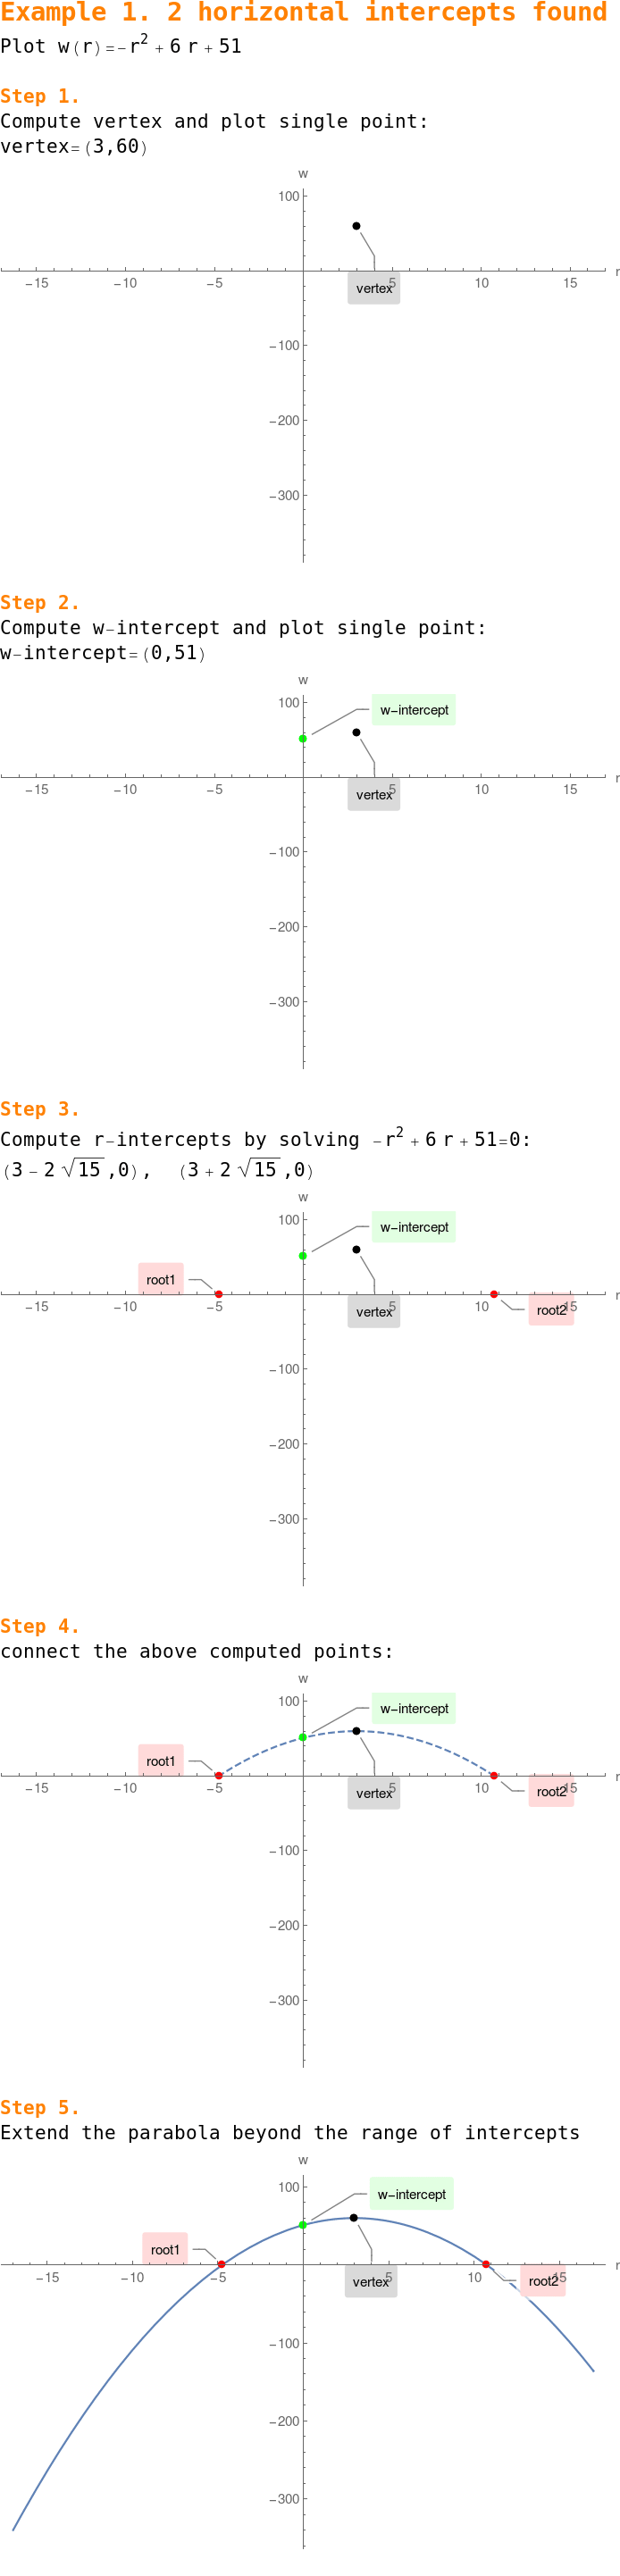 Example 1. 2 horizontal intercepts found
Plot w(r)=−r² + 6 r + 51
Step 1.
Compute vertex and plot single point:
vertex=(3,60)
w
100
−15 −10 −5 5 10 15 r
vertex
−100
−200
−300
Step 2.
Compute w−intercept and plot single point:
w−intercept=(0,51)
w
100 w−intercept
−15 −10 −5 5 10 15 r
vertex
−100
−200
−300
Step 3.
Compute r−intercepts by solving −r² + 6 r + 51=0:
(3 − 2 √15 ,0), (3 + 2 √15 ,0)
w
100 w−intercept
root1
−15 −10 −5 5 10 15 r
vertex root2
−100
−200
−300
Step 4.
connect the above computed points:
w
100 w−intercept
root1
−15 −10 −5 5 10 15 r
vertex root2
−100
−200
−300
Step 5.
Extend the parabola beyond the range of intercepts
w
100 w−intercept
root1
−15 −10 −5 5 10 15 r
vertex root2
−100
−200
−300